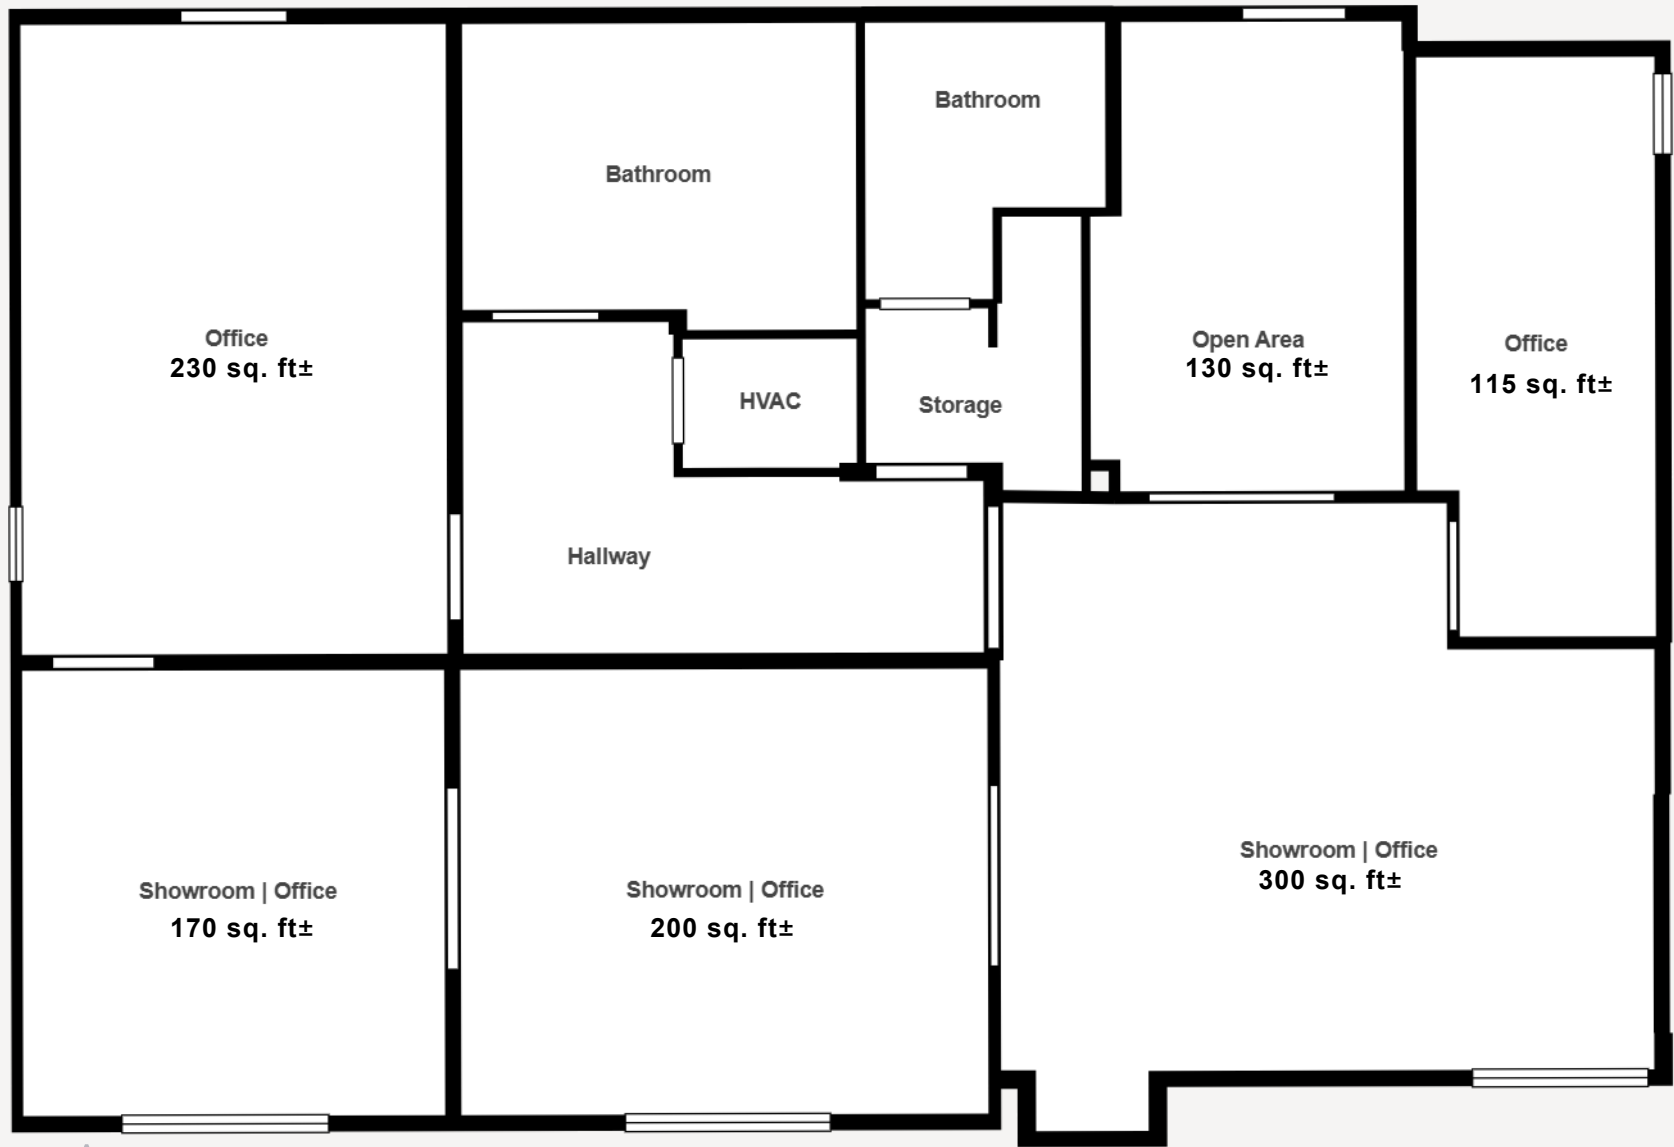 Bathroom
Bathroom
Office
230 sq. ft±
HVAC
Storage
Open Area
130 sq. ft±
Office
115 sq. ft±
Hallway
Showroom | Office
170 sq. ft±
Showroom | Office
200 sq. ft±
Showroom | Office
300 sq. ft±